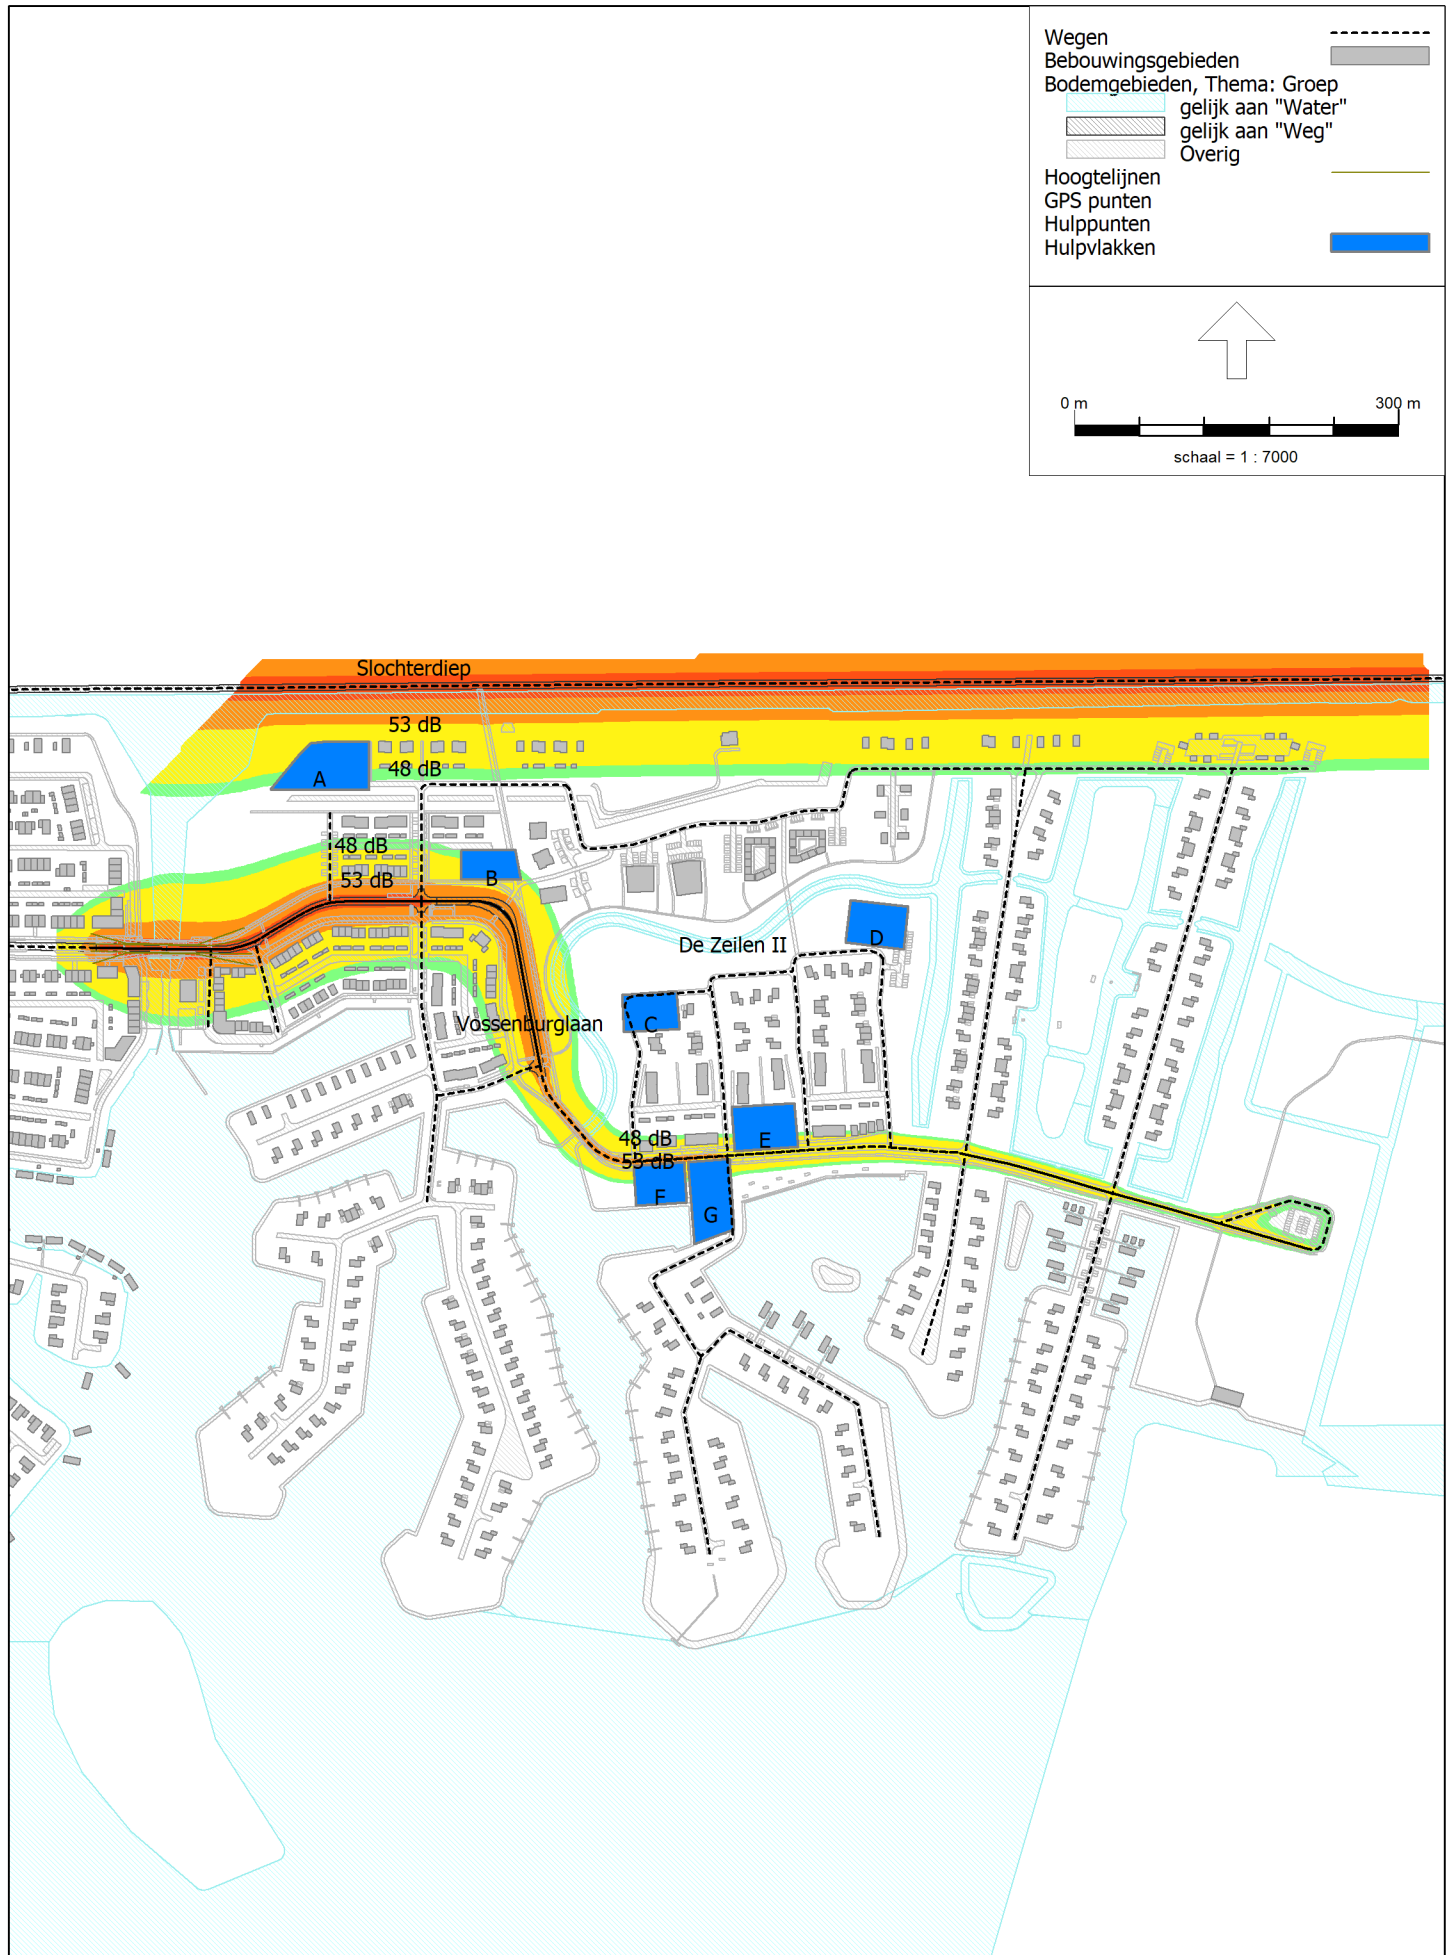 Wegen
Bebouwingsgebieden
Bodemgebieden, Thema: Groep
gelijk aan "Water"
gelijk aan "Weg"
Overig
Hoogtelijnen
GPS punten
Hulppunten
Hulpvlakken
0 m 300 m
schaal = 1 : 7000
Slochterdiep
53 dB
48 dB
A
48 dB
53 dB
B
D
De Zeilen II
C
Vossenburglaan
48 dB
E
53 dB
F
G